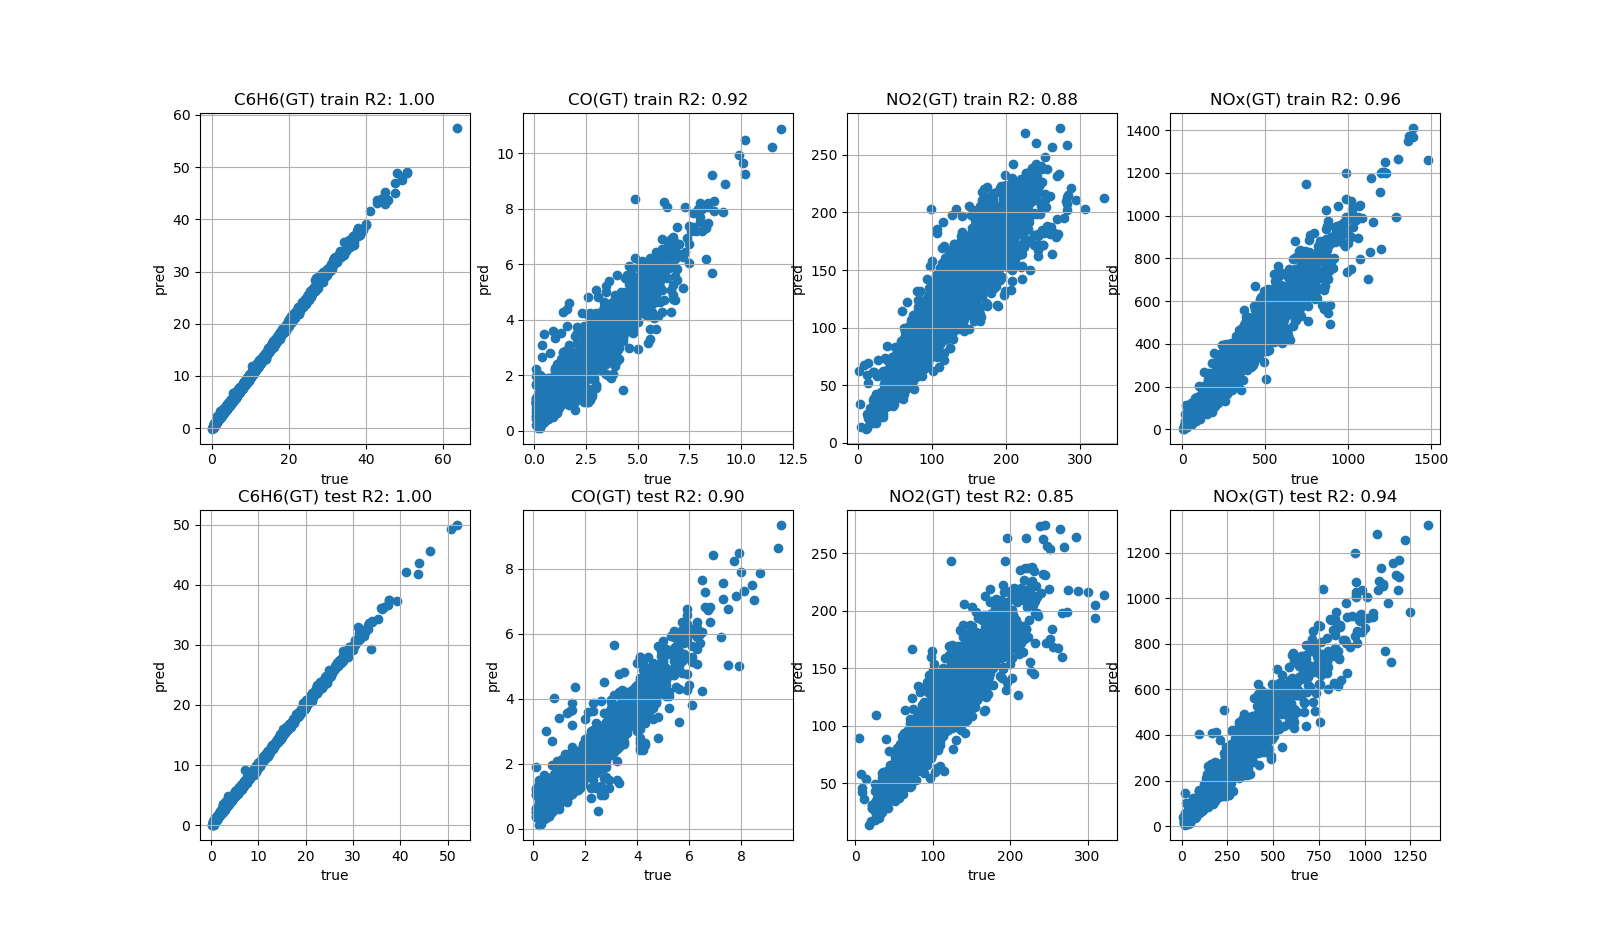 C6H6(GT) train R2: 1.00
60
50
40
30
20
10
0
pred
0 20 40 60
true
CO(GT) train R2: 0.92
10
8
6
4
2
0
pred
0.0 2.5 5.0 7.5 10.0 12.5
true
NO2(GT) train R2: 0.88
250
200
150
100
50
0
pred
0 100 200 300
true
NOx(GT) train R2: 0.96
1400
1200
1000
800
600
400
200
0
pred
0 500 1000 1500
true
C6H6(GT) test R2: 1.00
50
40
30
20
10
0
pred
0 10 20 30 40 50
true
CO(GT) test R2: 0.90
8
6
4
2
0
pred
0 2 4 6 8
true
NO2(GT) test R2: 0.85
250
200
150
100
50
pred
0 100 200 300
true
NOx(GT) test R2: 0.94
1200
1000
800
600
400
200
0
pred
0 250 500 750 1000 1250
true